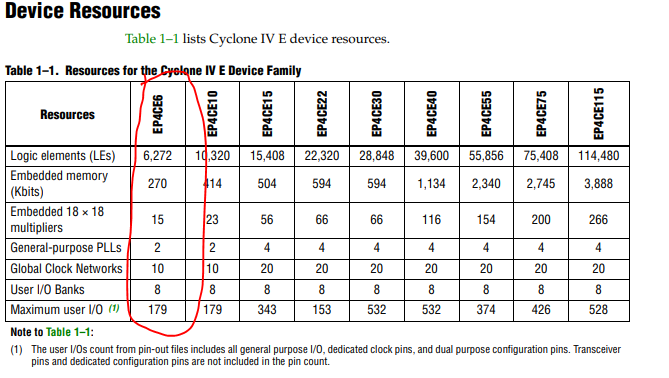 Device Resources
Table 1–1 lists Cyclone IV E device resources.
Table 1–1. Resources for the Cyclone IV E Device Family
Resources EP4CE6 EP4CE10 EP4CE15 EP4CE22 EP4CE30 EP4CE40 EP4CE55 EP4CE75 EP4CE115
Logic elements (LEs) 6,272 10,320 15,408 22,320 28,848 39,600 55,856 75,408 114,480
Embedded memory
(Kbits) 270 414 504 594 594 1,134 2,340 2,745 3,888
Embedded 18 × 18
multipliers 15 23 56 66 66 116 154 200 266
General-purpose PLLs 2 2 4 4 4 4 4 4 4
Global Clock Networks 10 10 20 20 20 20 20 20 20
User I/O Banks 8 8 8 8 8 8 8 8 8
Maximum user I/O (1) 179 179 343 153 532 532 374 426 528
Note to Table 1–1:
(1) The user I/Os count from pin-out files includes all general purpose I/O, dedicated clock pins, and dual purpose configuration pins. Transceiver
pins and dedicated configuration pins are not included in the pin count.